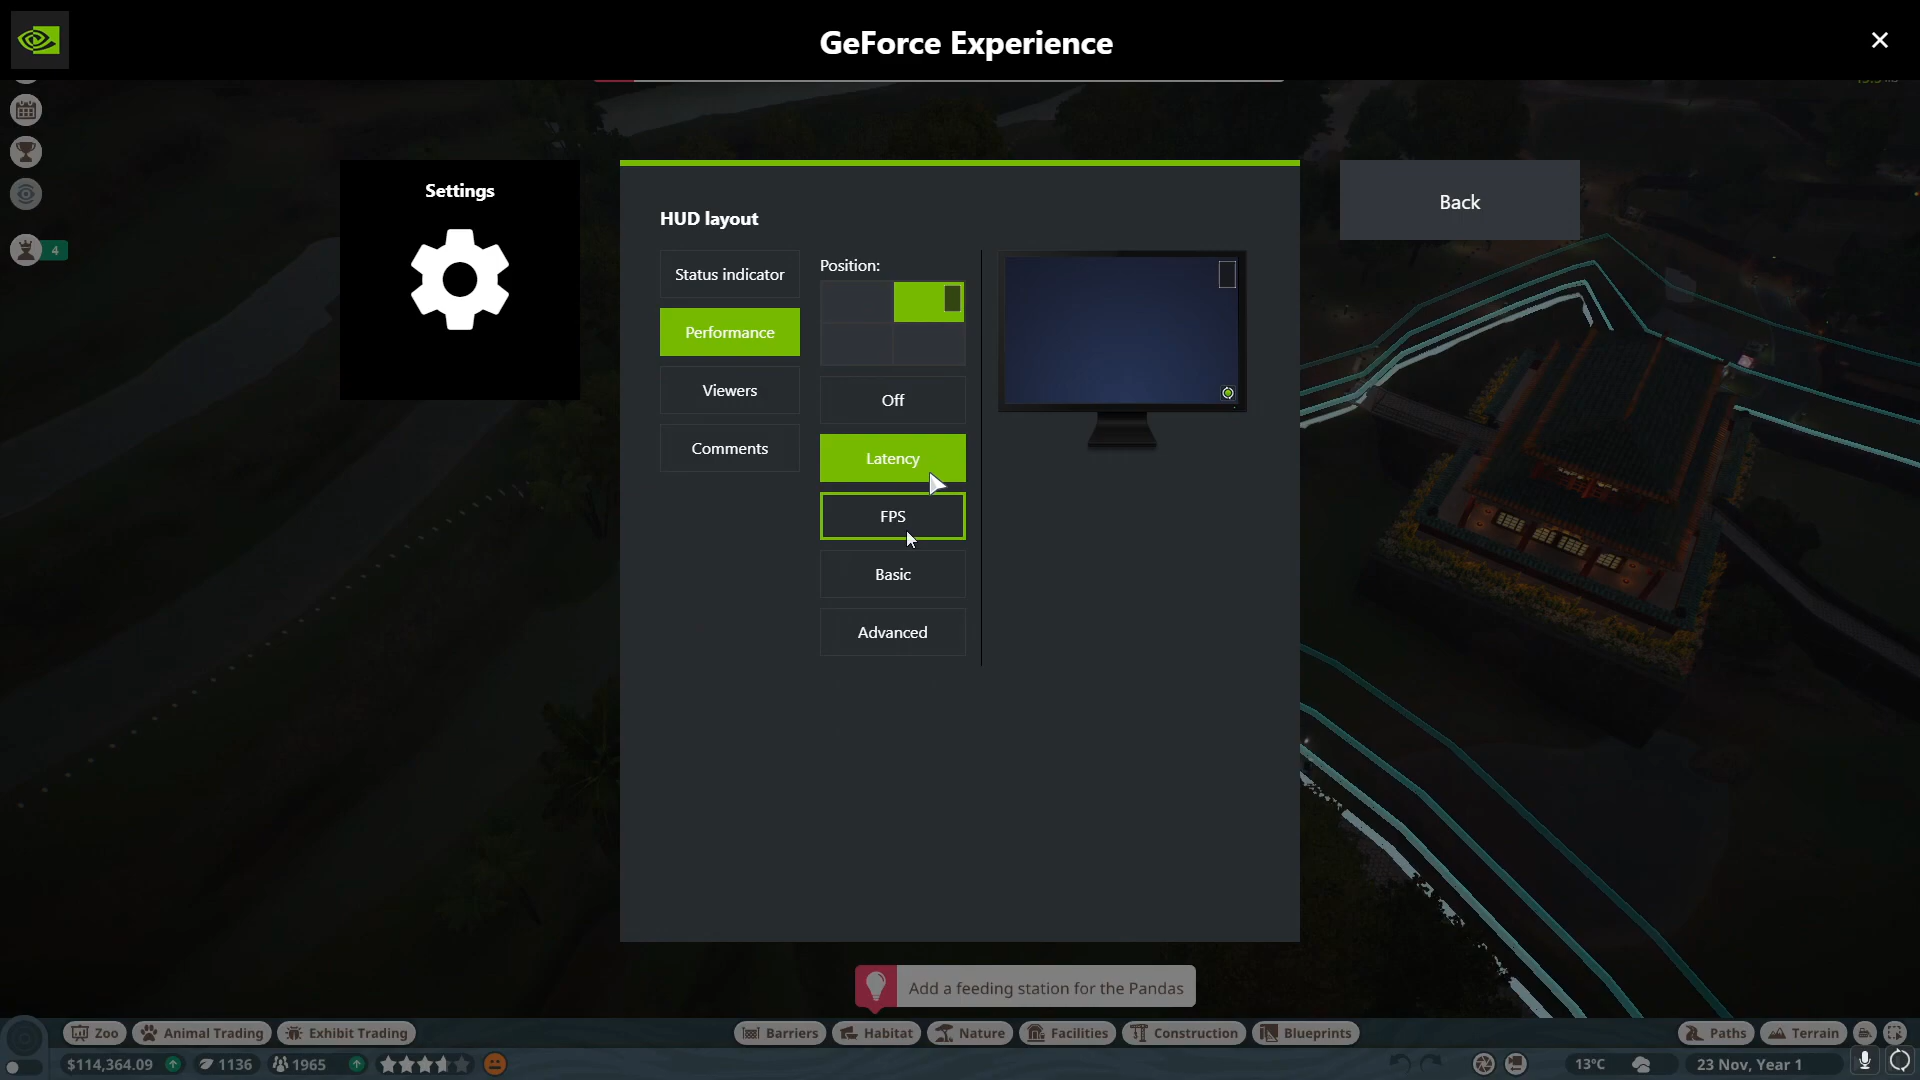 GeForce Experience
Settings
HUD layout
Back
Status indicator
Performance
Viewers
Comments
Position:
Off
Latency
FPS
Basic
Advanced
4
Add a feeding station for the Pandas
Zoo
Animal Trading
Exhibit Trading
Barriers
Habitat
Nature
Facilities
Construction
Blueprints
Paths
Terrain
$114,364.09
1136
1965
13°C
23 Nov, Year 1